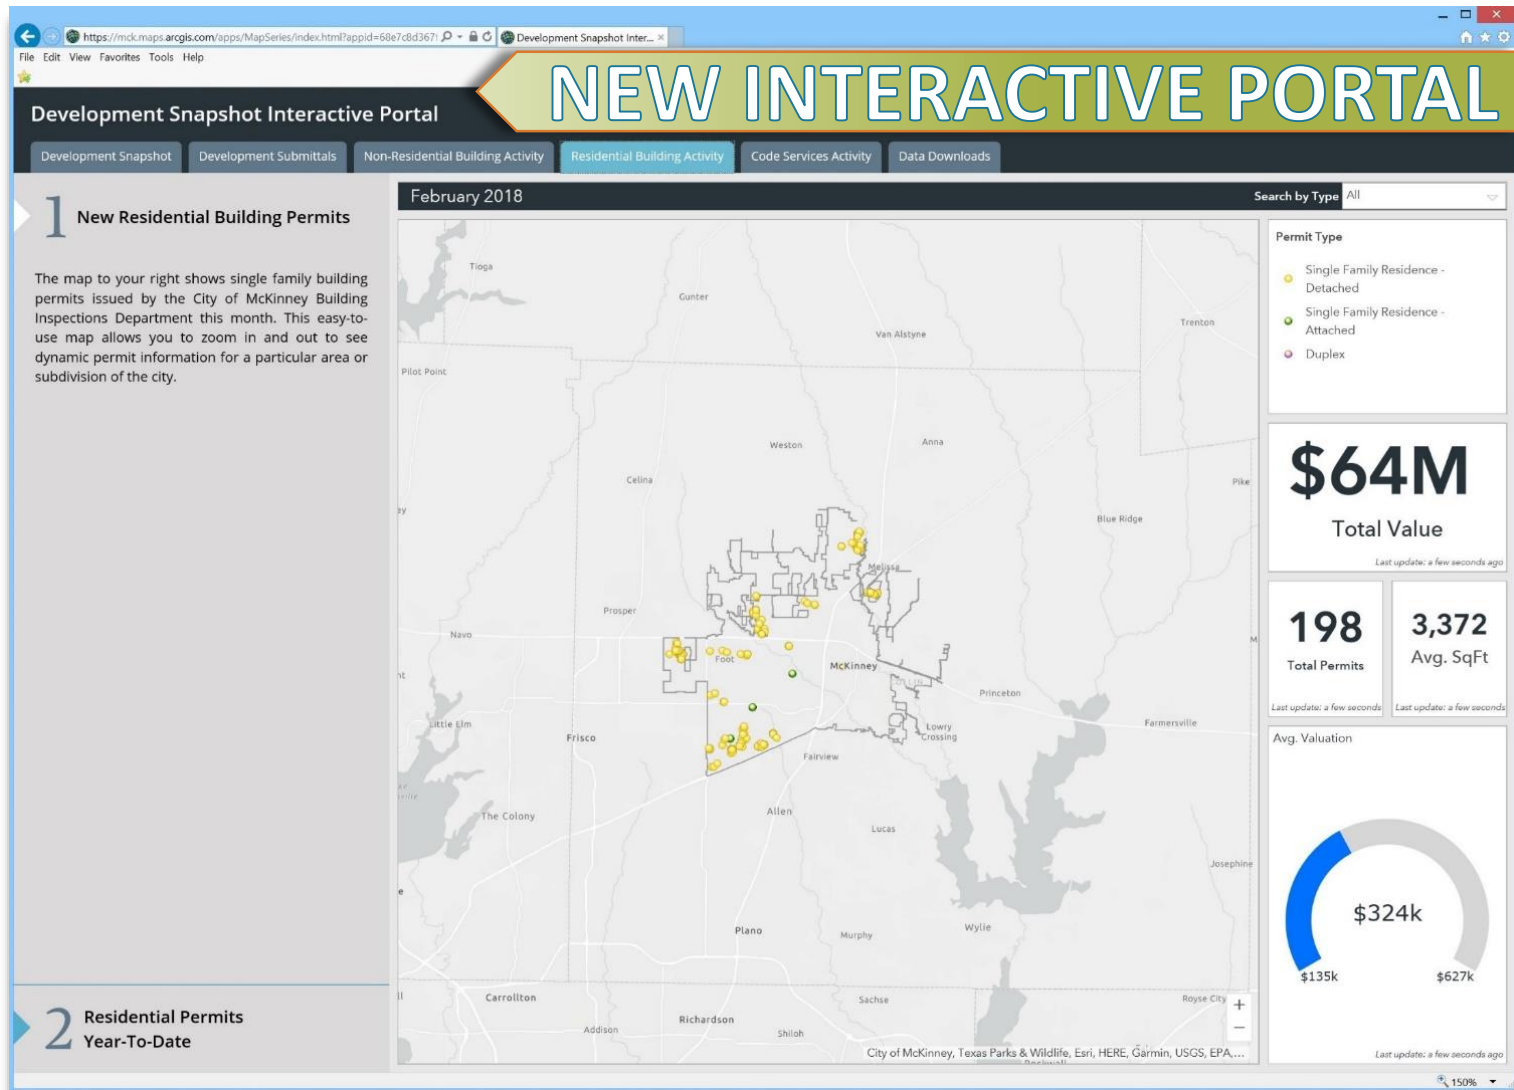 https://mck.maps.arcgis.com/apps/MapSeries/index.html?appid=68e7c8d367
Development Snapshot Inter... ×
File Edit View Favorites Tools Help
NEW INTERACTIVE PORTAL
Development Snapshot Interactive Portal
Development Snapshot
Development Submittals
Non-Residential Building Activity
Residential Building Activity
Code Services Activity
Data Downloads
1 New Residential Building Permits
The map to your right shows single family building
permits issued by the City of McKinney Building
Inspections Department this month. This easy-to-
use map allows you to zoom in and out to see
dynamic permit information for a particular area or
subdivision of the city.
2 Residential Permits
Year-To-Date
February 2018
Search by Type All
Tioga
Gunter
Van Alstyne
Trenton
Pilot Point
Weston
Anna
Celina
Pike
Blue Ridge
Melissa
Prosper
Navo
Foot
McKinney
Princeton
Little Elm
Frisco
Lowry
Crossing
Farmersville
Fairview
Allen
The Colony
Lucas
Josephine
Plano
Murphy
Wylie
Carrollton
Sachse
Royse City
Richardson
Addison
Shiloh
+
−
City of McKinney, Texas Parks & Wildlife, Esri, HERE, Garmin, USGS, EPA,...
Permit Type
Single Family Residence -
Detached
Single Family Residence -
Attached
Duplex
$64M
Total Value
Last update: a few seconds ago
198
Total Permits
Last update: a few seconds
3,372
Avg. SqFt
Last update: a few seconds
Avg. Valuation
$324k
$135k
$627k
Last update: a few seconds ago
150%